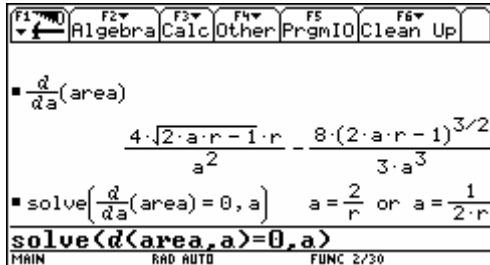 F1 F2 Algebra F3 Calc F4 Other F5 PrgmIO F6 Clean Up
▪ d/da(area)
4·√(2·a·r − 1)·r/a² − 8·(2·a·r − 1)^(3/2)/(3·a³)
▪ solve(d/da(area) = 0, a) a = 2/r or a = 1/(2·r)
solve(d(area,a)=0,a)
MAIN RAD AUTO FUNC 2/30